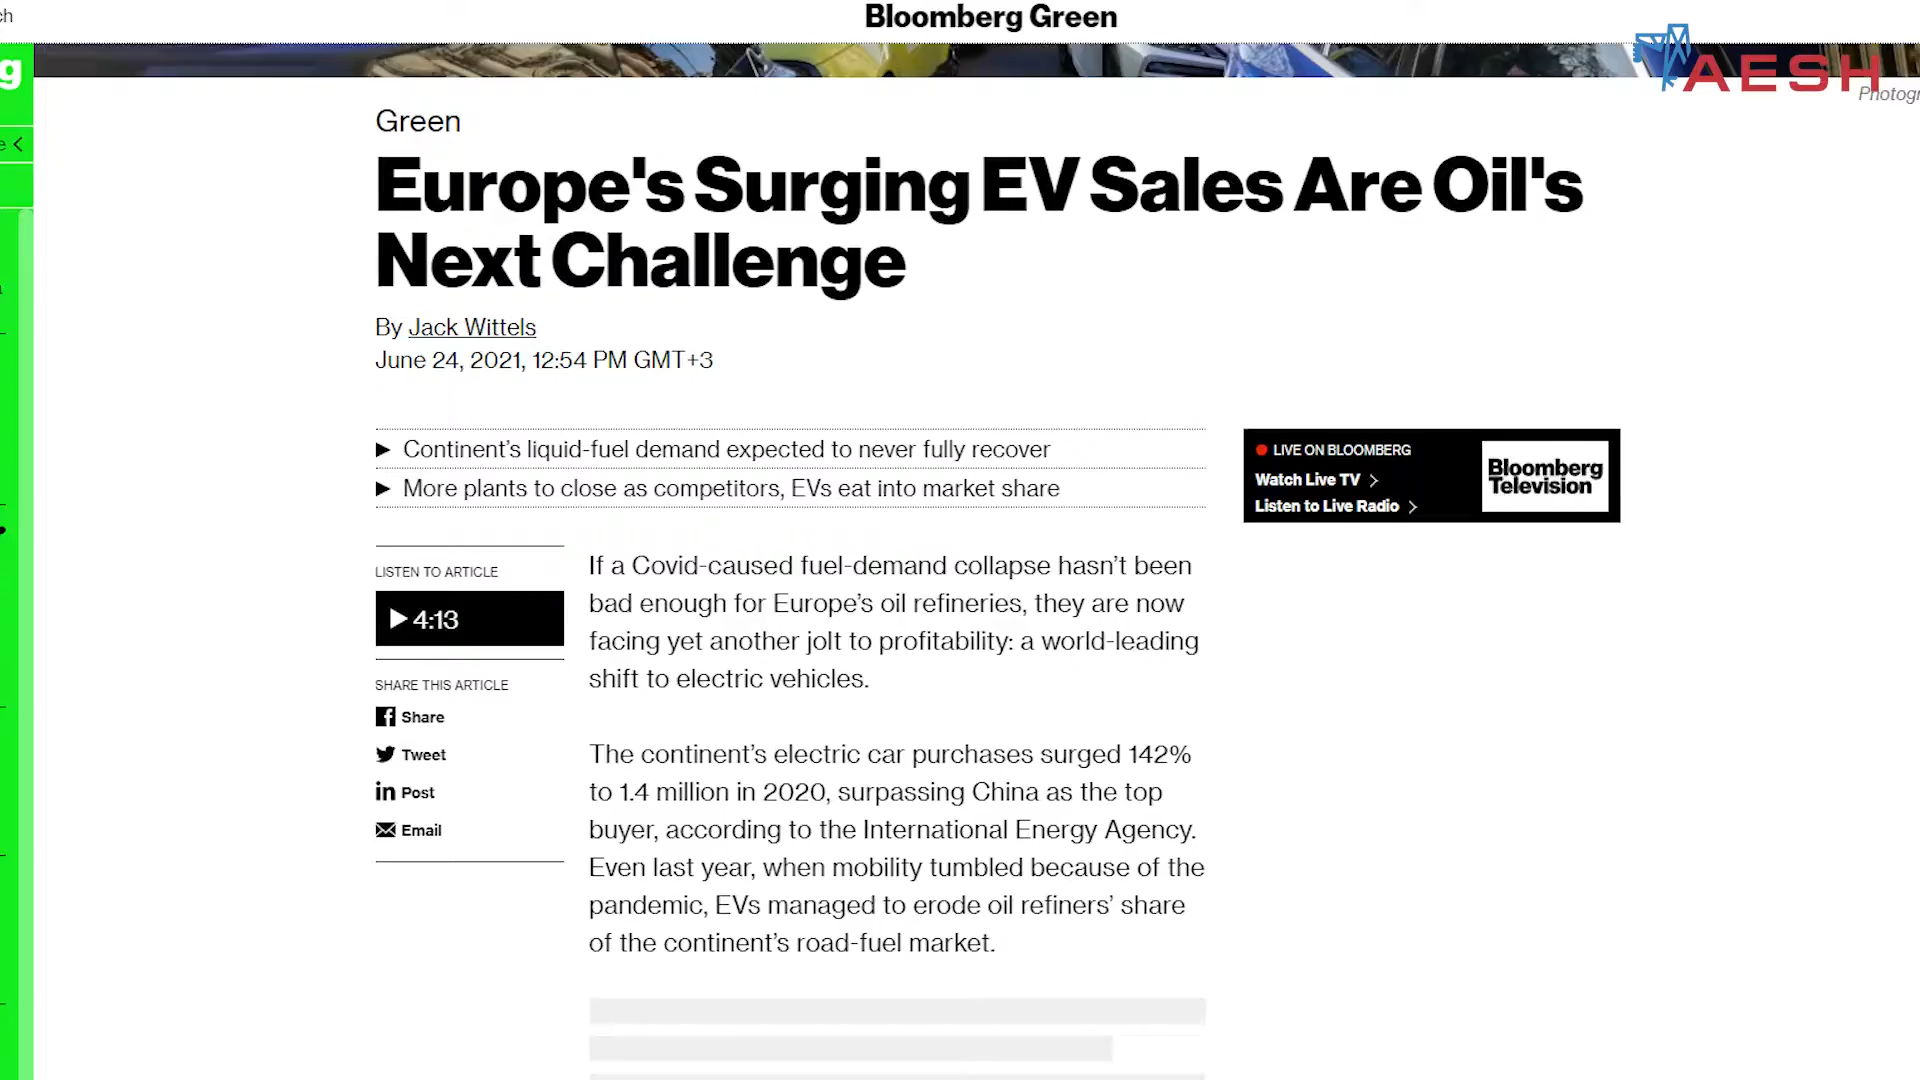 Bloomberg Green
AESH
Green
Europe's Surging EV Sales Are Oil's
Next Challenge
By Jack Wittels
June 24, 2021, 12:54 PM GMT+3
Continent's liquid-fuel demand expected to never fully recover
More plants to close as competitors, EVs eat into market share
LIVE ON BLOOMBERG
Watch Live TV
Listen to Live Radio
Bloomberg
Television
LISTEN TO ARTICLE
4:13
SHARE THIS ARTICLE
Share
Tweet
Post
Email
If a Covid-caused fuel-demand collapse hasn't been
bad enough for Europe's oil refineries, they are now
facing yet another jolt to profitability: a world-leading
shift to electric vehicles.
The continent's electric car purchases surged 142%
to 1.4 million in 2020, surpassing China as the top
buyer, according to the International Energy Agency.
Even last year, when mobility tumbled because of the
pandemic, EVs managed to erode oil refiners' share
of the continent's road-fuel market.